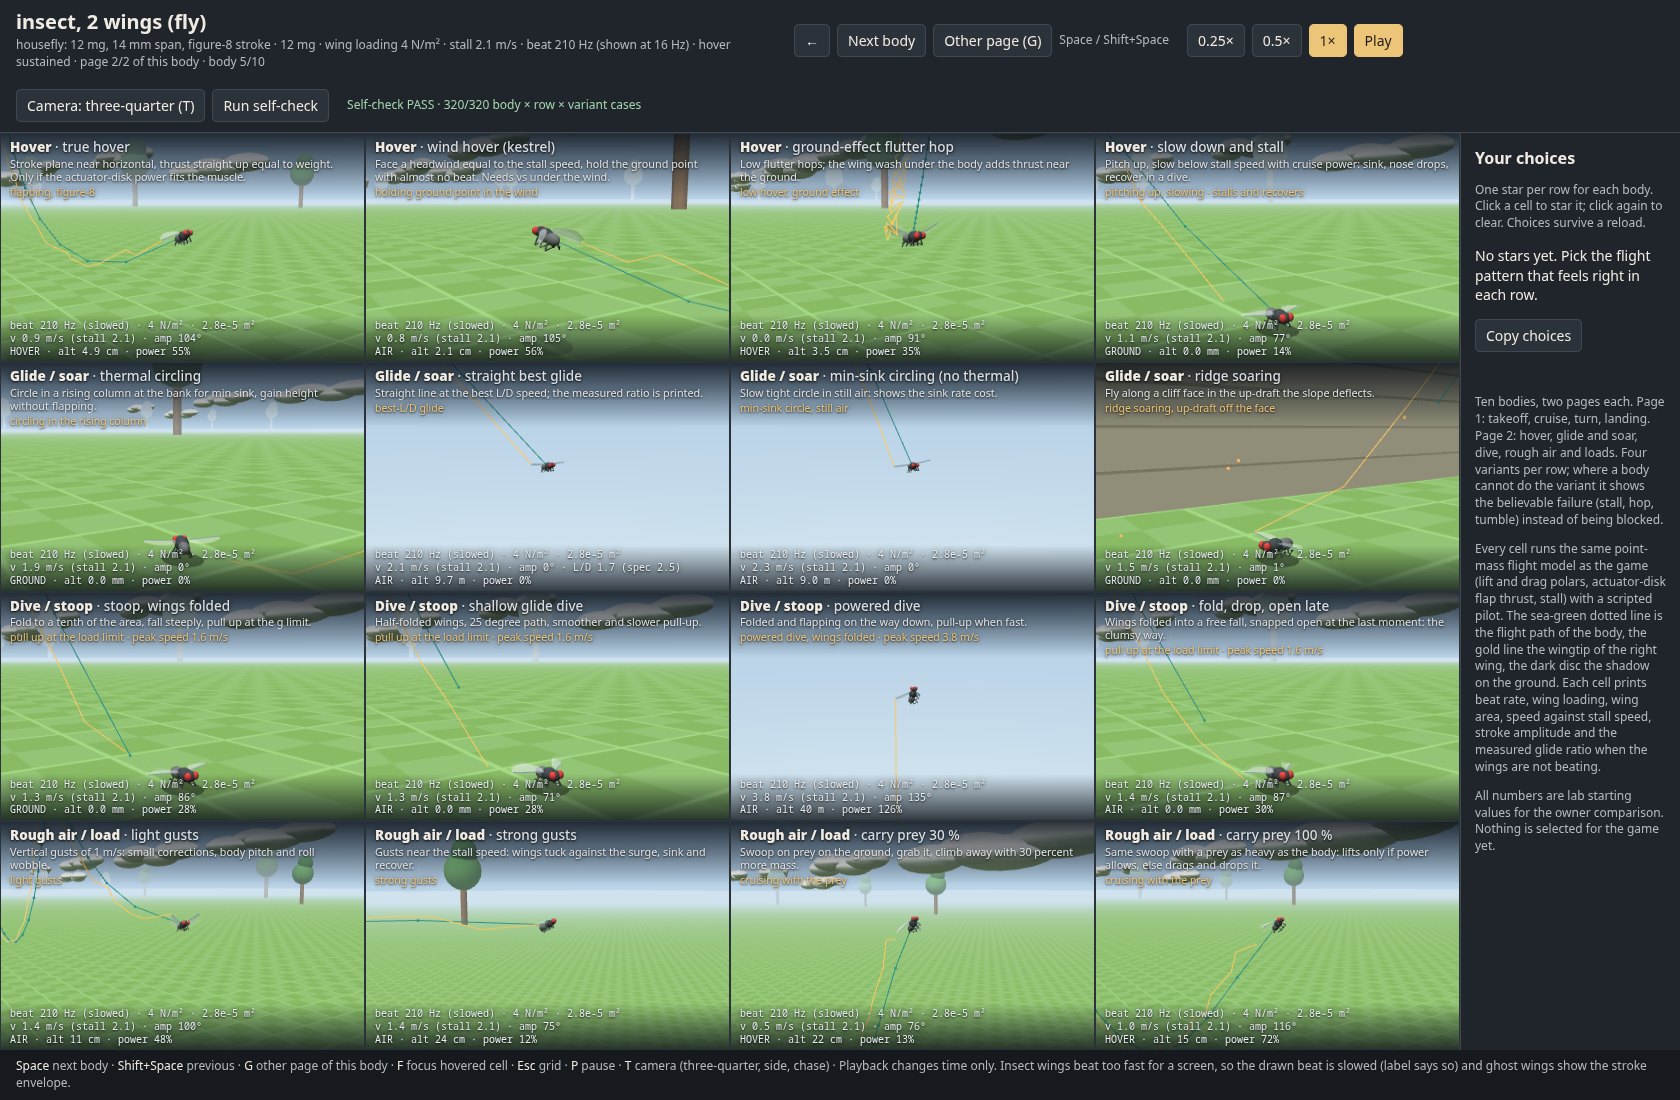 insect, 2 wings (fly)
housefly: 12 mg, 14 mm span, figure-8 stroke · 12 mg · wing loading 4 N/m² · stall 2.1 m/s · beat 210 Hz (shown at 16 Hz) · hover
sustained · page 2/2 of this body · body 5/10
←
Next body
Other page (G)
Space / Shift+Space
0.25×
0.5×
1×
Play
Camera: three-quarter (T)
Run self-check
Self-check PASS · 320/320 body × row × variant cases
Hover · true hover
Stroke plane near horizontal, thrust straight up equal to weight.
Only if the actuator-disk power fits the muscle.
flapping, figure-8
beat 210 Hz (slowed) · 4 N/m² · 2.8e-5 m²
v 0.9 m/s (stall 2.1) · amp 104°
HOVER · alt 4.9 cm · power 55%
Hover · wind hover (kestrel)
Face a headwind equal to the stall speed, hold the ground point
with almost no beat. Needs vs under the wind.
holding ground point in the wind
beat 210 Hz (slowed) · 4 N/m² · 2.8e-5 m²
v 0.8 m/s (stall 2.1) · amp 105°
AIR · alt 2.1 cm · power 56%
Hover · ground-effect flutter hop
Low flutter hops; the wing wash under the body adds thrust near
the ground.
low hover, ground effect
beat 210 Hz (slowed) · 4 N/m² · 2.8e-5 m²
v 0.0 m/s (stall 2.1) · amp 91°
HOVER · alt 3.5 cm · power 35%
Hover · slow down and stall
Pitch up, slow below stall speed with cruise power: sink, nose drops,
recover in a dive.
pitching up, slowing · stalls and recovers
beat 210 Hz (slowed) · 4 N/m² · 2.8e-5 m²
v 1.1 m/s (stall 2.1) · amp 77°
GROUND · alt 0.0 mm · power 14%
Glide / soar · thermal circling
Circle in a rising column at the bank for min sink, gain height
without flapping.
circling in the rising column
beat 210 Hz (slowed) · 4 N/m² · 2.8e-5 m²
v 1.9 m/s (stall 2.1) · amp 0°
GROUND · alt 0.0 mm · power 0%
Glide / soar · straight best glide
Straight line at the best L/D speed; the measured ratio is printed.
best-L/D glide
beat 210 Hz (slowed) · 4 N/m² · 2.8e-5 m²
v 2.1 m/s (stall 2.1) · amp 0° · L/D 1.7 (spec 2.5)
AIR · alt 9.7 m · power 0%
Glide / soar · min-sink circling (no thermal)
Slow tight circle in still air: shows the sink rate cost.
min-sink circle, still air
beat 210 Hz (slowed) · 4 N/m² · 2.8e-5 m²
v 2.3 m/s (stall 2.1) · amp 0°
AIR · alt 9.0 m · power 0%
Glide / soar · ridge soaring
Fly along a cliff face in the up-draft the slope deflects.
ridge soaring, up-draft off the face
beat 210 Hz (slowed) · 4 N/m² · 2.8e-5 m²
v 1.5 m/s (stall 2.1) · amp 1°
GROUND · alt 0.0 mm · power 0%
Dive / stoop · stoop, wings folded
Fold to a tenth of the area, fall steeply, pull up at the g limit.
pull up at the load limit · peak speed 1.6 m/s
beat 210 Hz (slowed) · 4 N/m² · 2.8e-5 m²
v 1.3 m/s (stall 2.1) · amp 86°
GROUND · alt 0.0 mm · power 28%
Dive / stoop · shallow glide dive
Half-folded wings, 25 degree path, smoother and slower pull-up.
pull up at the load limit · peak speed 1.6 m/s
beat 210 Hz (slowed) · 4 N/m² · 2.8e-5 m²
v 1.3 m/s (stall 2.1) · amp 71°
AIR · alt 0.0 mm · power 28%
Dive / stoop · powered dive
Folded and flapping on the way down, pull-up when fast.
powered dive, wings folded · peak speed 3.8 m/s
beat 210 Hz (slowed) · 4 N/m² · 2.8e-5 m²
v 3.8 m/s (stall 2.1) · amp 135°
AIR · alt 40 m · power 126%
Dive / stoop · fold, drop, open late
Wings folded into a free fall, snapped open at the last moment: the
clumsy way.
pull up at the load limit · peak speed 1.6 m/s
beat 210 Hz (slowed) · 4 N/m² · 2.8e-5 m²
v 1.4 m/s (stall 2.1) · amp 87°
AIR · alt 0.0 mm · power 30%
Rough air / load · light gusts
Vertical gusts of 1 m/s: small corrections, body pitch and roll
wobble.
light gusts
beat 210 Hz (slowed) · 4 N/m² · 2.8e-5 m²
v 1.4 m/s (stall 2.1) · amp 100°
AIR · alt 11 cm · power 48%
Rough air / load · strong gusts
Gusts near the stall speed: wings tuck against the surge, sink and
recover.
strong gusts
beat 210 Hz (slowed) · 4 N/m² · 2.8e-5 m²
v 1.4 m/s (stall 2.1) · amp 75°
AIR · alt 24 cm · power 12%
Rough air / load · carry prey 30 %
Swoop on prey on the ground, grab it, climb away with 30 percent
more mass.
cruising with the prey
beat 210 Hz (slowed) · 4 N/m² · 2.8e-5 m²
v 0.5 m/s (stall 2.1) · amp 76°
HOVER · alt 22 cm · power 13%
Rough air / load · carry prey 100 %
Same swoop with a prey as heavy as the body: lifts only if power
allows, else drags and drops it.
cruising with the prey
beat 210 Hz (slowed) · 4 N/m² · 2.8e-5 m²
v 1.0 m/s (stall 2.1) · amp 116°
HOVER · alt 15 cm · power 72%
Your choices
One star per row for each body.
Click a cell to star it; click again to
clear. Choices survive a reload.
No stars yet. Pick the flight
pattern that feels right in
each row.
Copy choices
Ten bodies, two pages each. Page
1: takeoff, cruise, turn, landing.
Page 2: hover, glide and soar,
dive, rough air and loads. Four
variants per row; where a body
cannot do the variant it shows
the believable failure (stall, hop,
tumble) instead of being blocked.
Every cell runs the same point-
mass flight model as the game
(lift and drag polars, actuator-disk
flap thrust, stall) with a scripted
pilot. The sea-green dotted line is
the flight path of the body, the
gold line the wingtip of the right
wing, the dark disc the shadow
on the ground. Each cell prints
beat rate, wing loading, wing
area, speed against stall speed,
stroke amplitude and the
measured glide ratio when the
wings are not beating.
All numbers are lab starting
values for the owner comparison.
Nothing is selected for the game
yet.
Space next body · Shift+Space previous · G other page of this body · F focus hovered cell · Esc grid · P pause · T camera (three-quarter, side, chase) · Playback changes time only. Insect wings beat too fast for a screen, so the drawn beat is slowed (label says so) and ghost wings show the stroke
envelope.